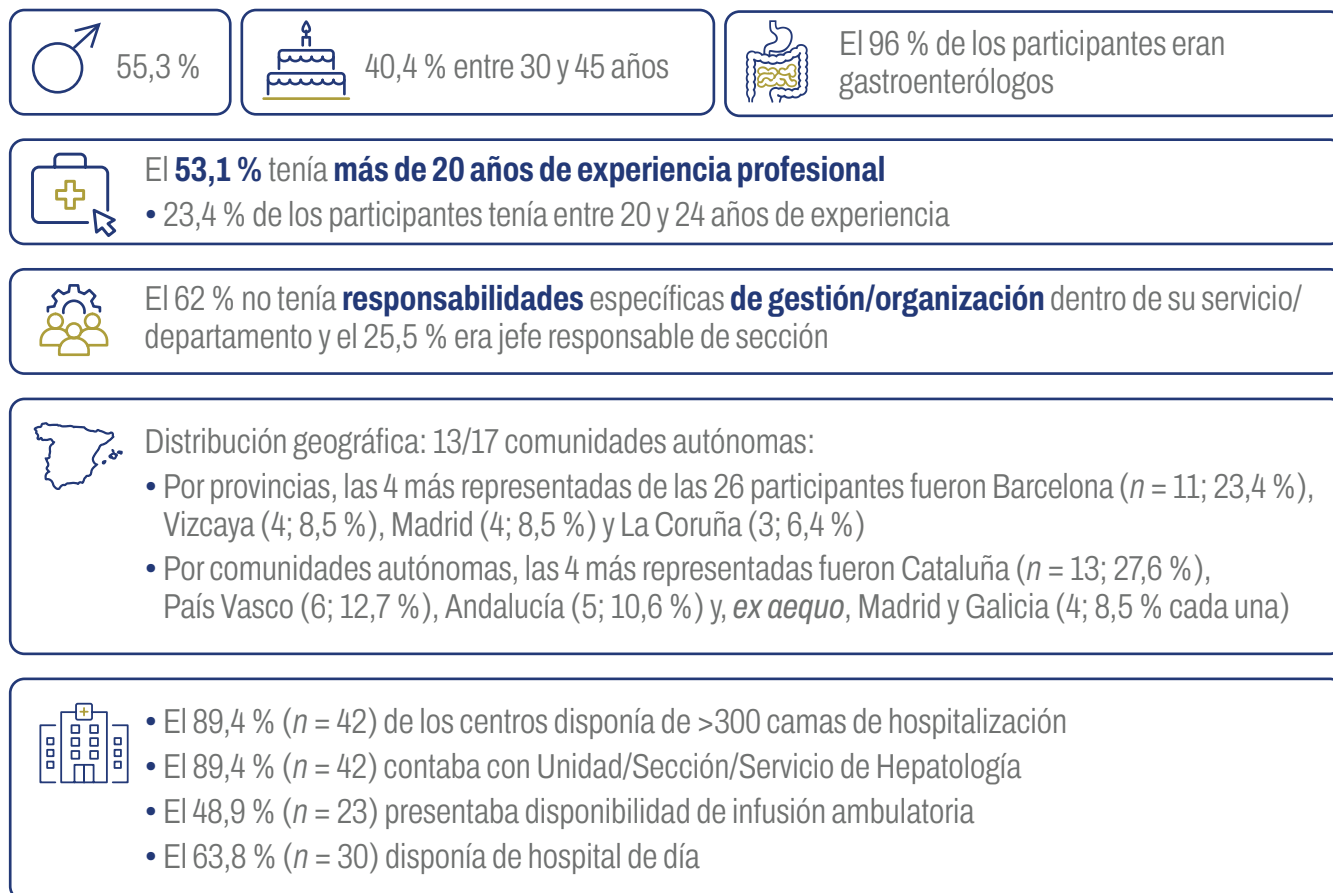 55,3 %
40,4 % entre 30 y 45 años
El 96 % de los participantes eran
gastroenterólogos
El 53,1 % tenía más de 20 años de experiencia profesional
• 23,4 % de los participantes tenía entre 20 y 24 años de experiencia
El 62 % no tenía responsabilidades específicas de gestión/organización dentro de su servicio/
departamento y el 25,5 % era jefe responsable de sección
Distribución geográfica: 13/17 comunidades autónomas:
• Por provincias, las 4 más representadas de las 26 participantes fueron Barcelona (n = 11; 23,4 %),
Vizcaya (4; 8,5 %), Madrid (4; 8,5 %) y La Coruña (3; 6,4 %)
• Por comunidades autónomas, las 4 más representadas fueron Cataluña (n = 13; 27,6 %),
País Vasco (6; 12,7 %), Andalucía (5; 10,6 %) y, ex aequo, Madrid y Galicia (4; 8,5 % cada una)
• El 89,4 % (n = 42) de los centros disponía de >300 camas de hospitalización
• El 89,4 % (n = 42) contaba con Unidad/Sección/Servicio de Hepatología
• El 48,9 % (n = 23) presentaba disponibilidad de infusión ambulatoria
• El 63,8 % (n = 30) disponía de hospital de día